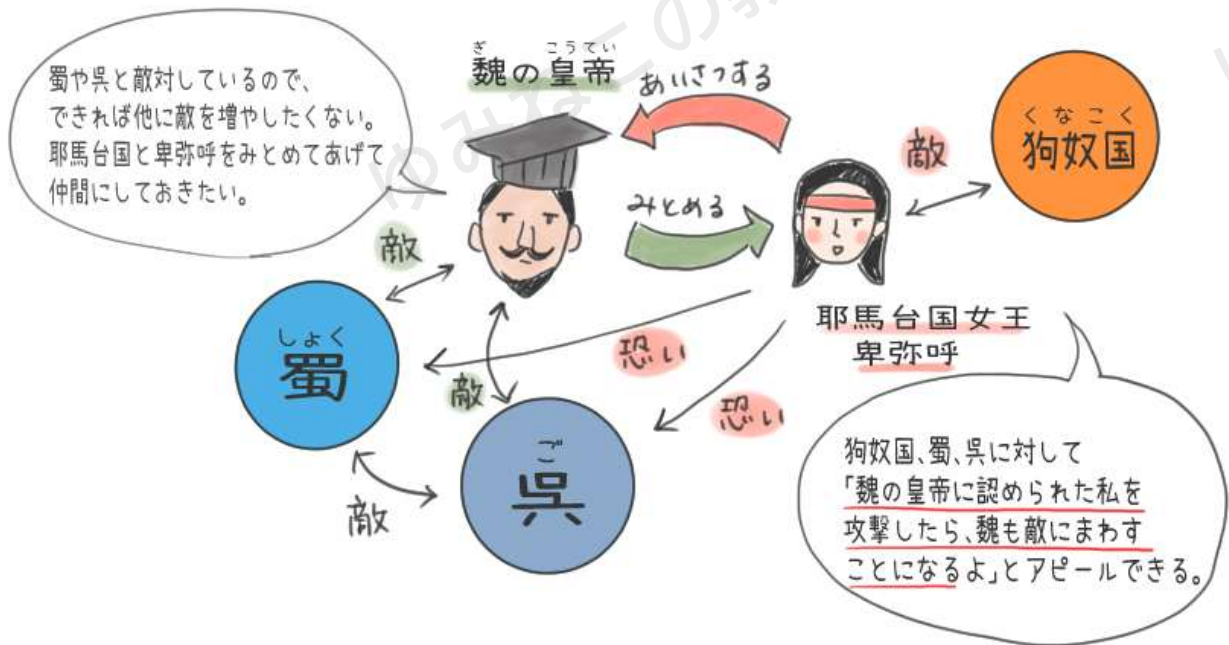 ぎ こうてい
魏の皇帝
あいさつする
みとめる
蜀や呉と敵対しているので、
できれば他に敵を増やしたくない。
耶馬台国と卑弥呼をみとめてあげて
仲間にしておきたい。
くなこく
狗奴国
敵
敵
しょく
蜀
敵
ご
呉
敵
恐い
恐い
耶馬台国女王
卑弥呼
狗奴国、蜀、呉に対して
「魏の皇帝に認められた私を
攻撃したら、魏も敵にまわす
ことになるよ」とアピールできる。